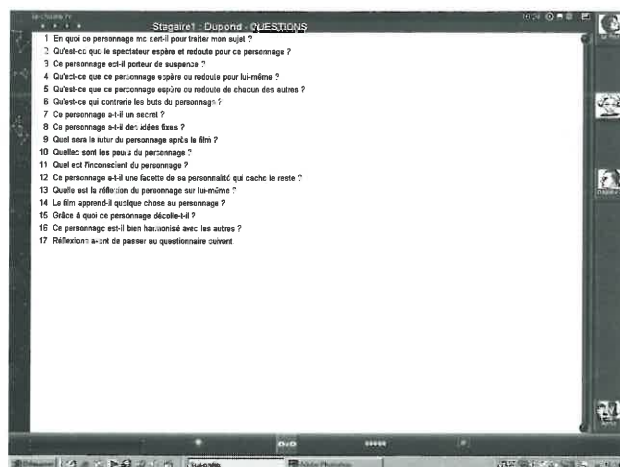 Stagaire1 : Dupond - QUESTIONS
1 En quoi ce personnage me sert-il pour traiter mon sujet ?
2 Qu'est-ce que le spectateur espère et redoute pour ce personnage ?
3 Ce personnage est-il porteur de suspense ?
4 Qu'est-ce que ce personnage espère ou redoute pour lui-même ?
5 Qu'est-ce que ce personnage espère ou redoute de chacun des autres ?
6 Qu'est-ce qui contrarie les buts du personnage ?
7 Ce personnage a-t-il un secret ?
8 Ce personnage a-t-il des idées fixes ?
9 Quel sera le futur du personnage après le film ?
10 Quelles sont les peurs du personnage ?
11 Quel est l'inconscient du personnage ?
12 Ce personnage a-t-il une facette de sa personnalité qui cache le reste ?
13 Quelle est la réflexion du personnage sur lui-même ?
14 Le film apprend-il quelque chose au personnage ?
15 Grâce à quoi ce personnage décolle-t-il ?
16 Ce personnage est-il bien harmonisé avec les autres ?
17 Réflexions avant de passer au questionnaire suivant